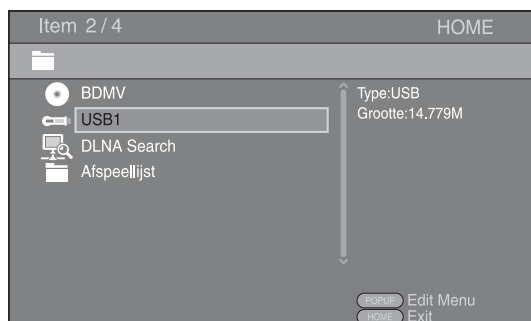 Item 2/4 HOME
BDMV
USB1
DLNA Search
Afspeellijst
Type:USB
Grootte:14.779M
POPUP Edit Menu
HOME Exit